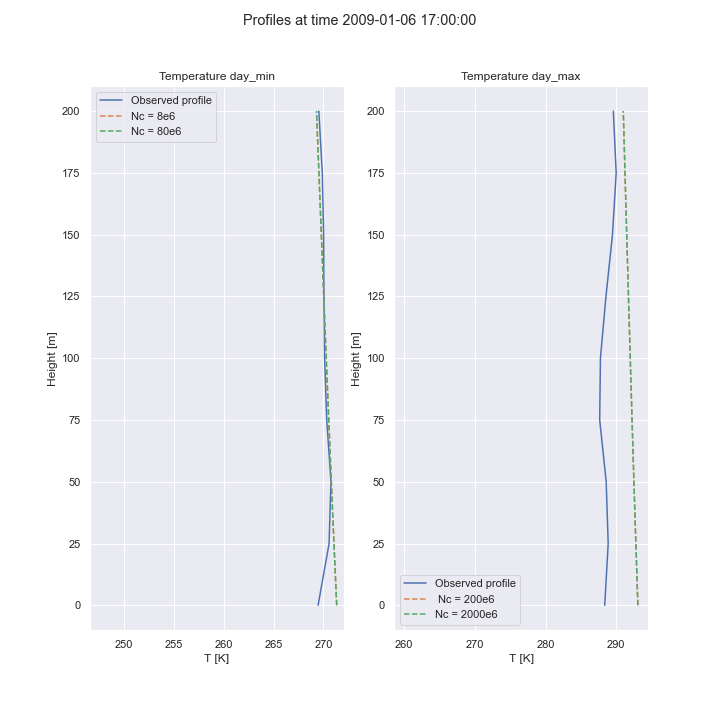 Profiles at time 2009-01-06 17:00:00
Temperature day_min
Observed profile
Nc = 8e6
Nc = 80e6
200
175
150
125
100
75
50
25
0
Height [m]
250
255
260
265
270
T [K]
Temperature day_max
Observed profile
Nc = 200e6
Nc = 2000e6
200
175
150
125
100
75
50
25
0
Height [m]
260
270
280
290
T [K]